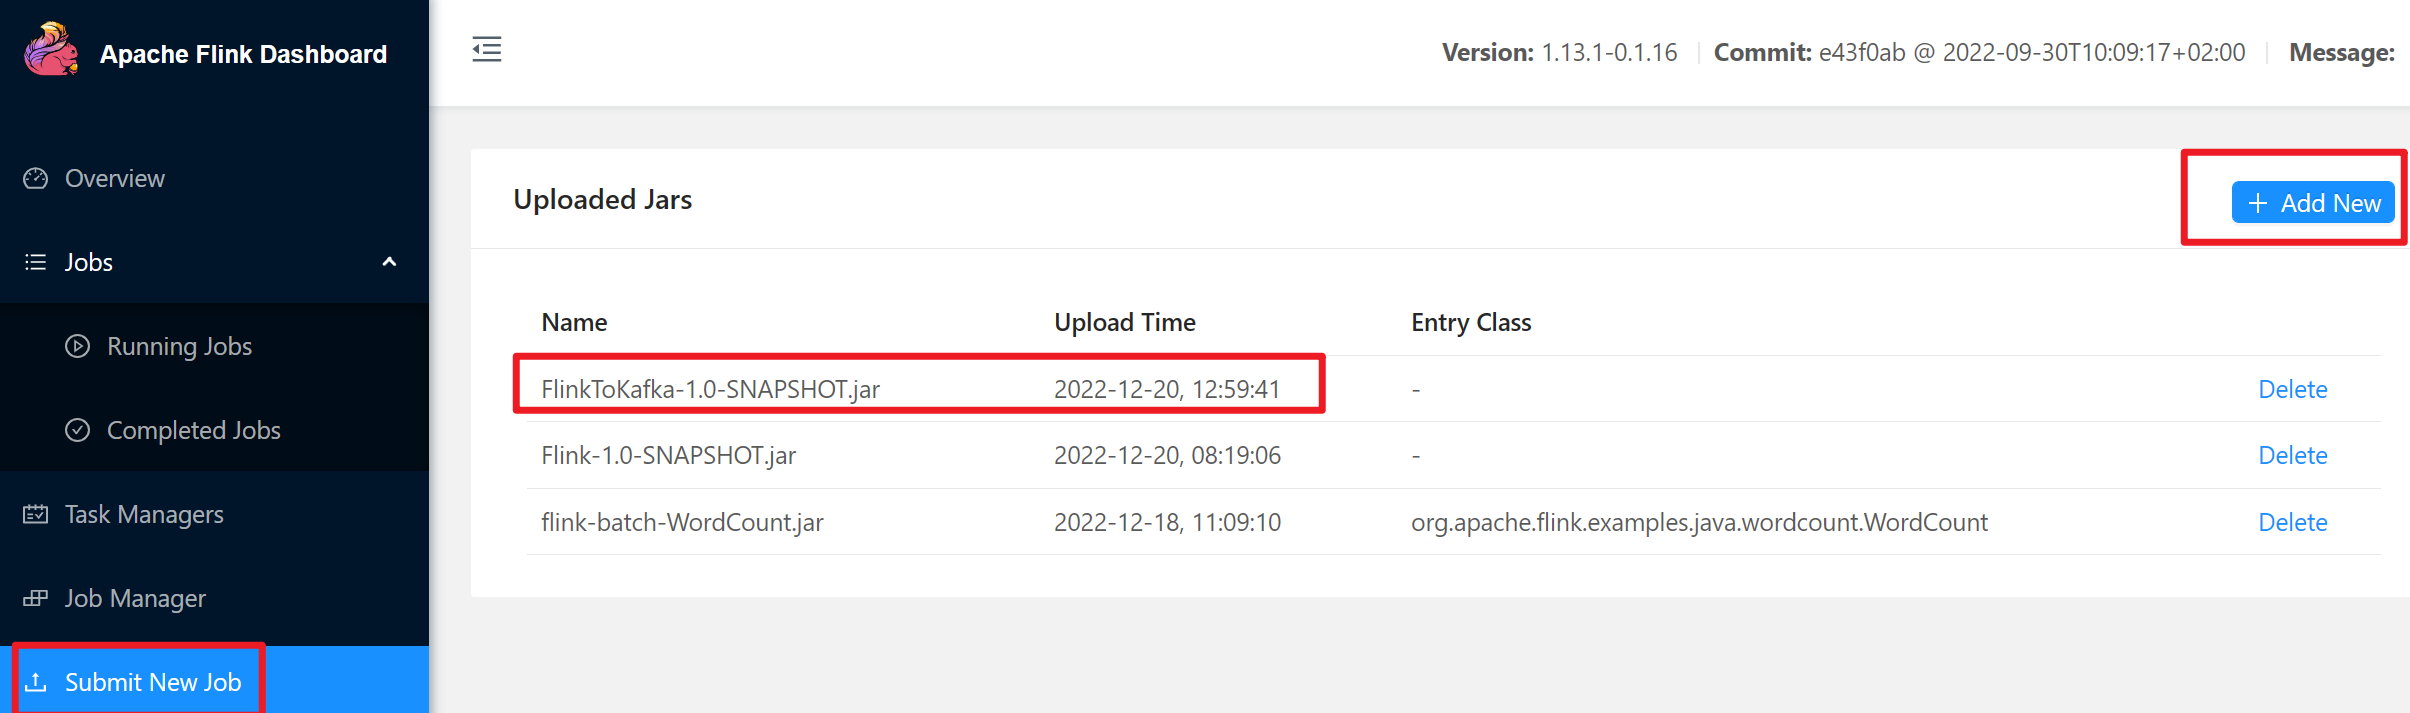 Apache Flink Dashboard
Version: 1.13.1-0.1.16 Commit: e43f0ab @ 2022-09-30T10:09:17+02:00 Message:
Overview
Jobs
Running Jobs
Completed Jobs
Task Managers
Job Manager
Submit New Job
Uploaded Jars
+ Add New
Name Upload Time Entry Class
FlinkToKafka-1.0-SNAPSHOT.jar 2022-12-20, 12:59:41 - Delete
Flink-1.0-SNAPSHOT.jar 2022-12-20, 08:19:06 - Delete
flink-batch-WordCount.jar 2022-12-18, 11:09:10 org.apache.flink.examples.java.wordcount.WordCount Delete